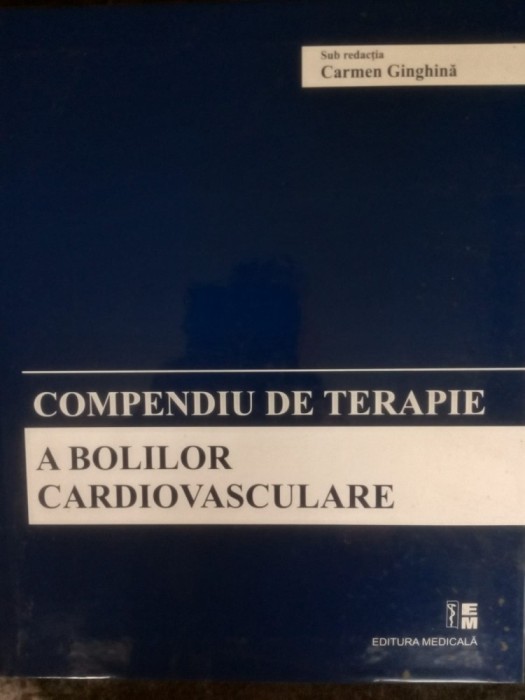 Sub redacția
Carmen Ginghină
COMPENDIU DE TERAPIE
A BOLILOR
CARDIOVASCULARE
EM
EDITURA MEDICALĂ